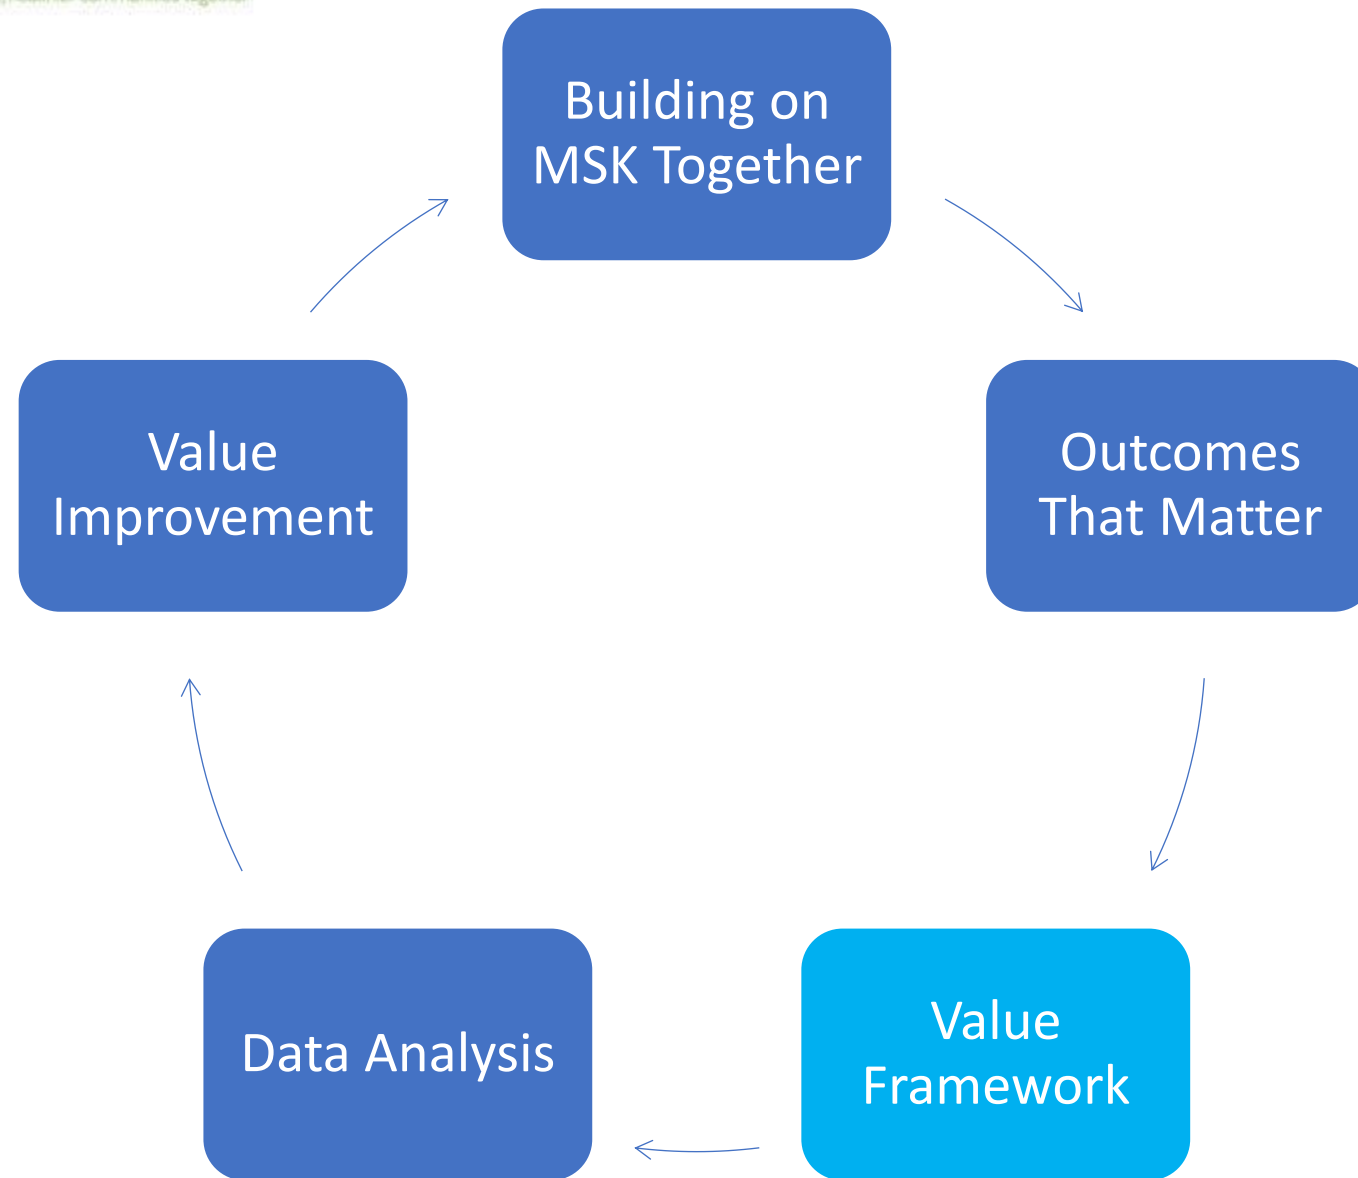 Building on
MSK Together
Outcomes
That Matter
Value
Framework
Data Analysis
Value
Improvement